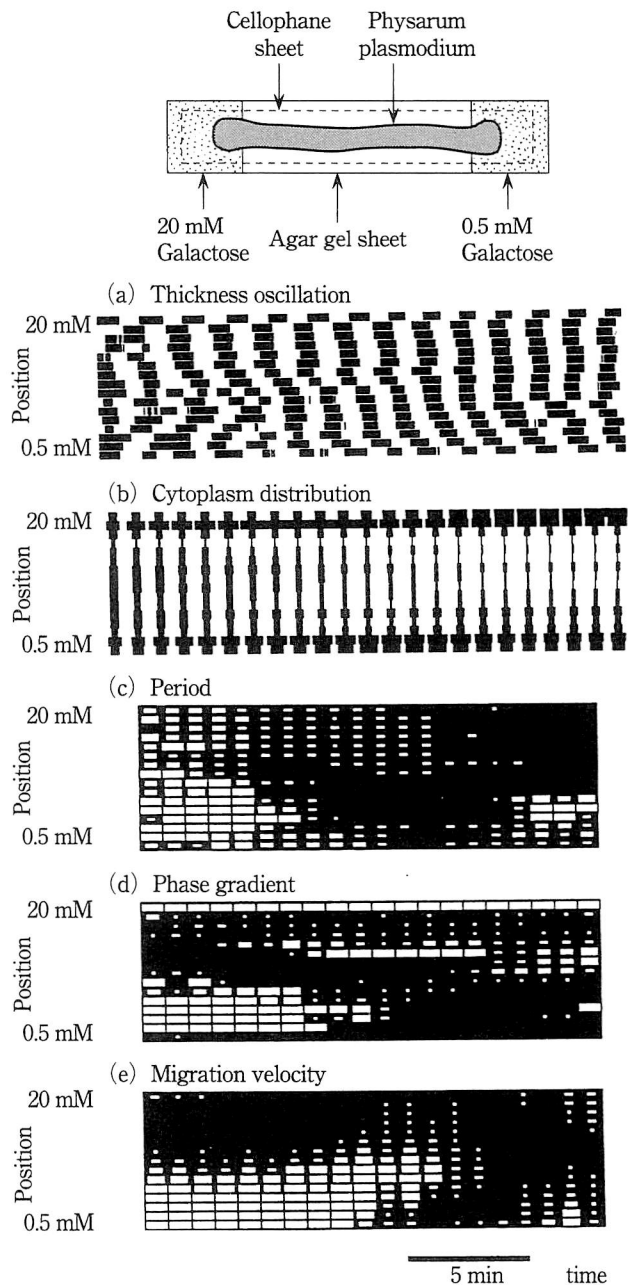 Cellophane
sheet
Physarum
plasmodium
20 mM
Galactose
Agar gel sheet
0.5 mM
Galactose
(a) Thickness oscillation
20 mM
Position
0.5 mM
(b) Cytoplasm distribution
20 mM
Position
0.5 mM
(c) Period
20 mM
Position
0.5 mM
(d) Phase gradient
20 mM
Position
0.5 mM
(e) Migration velocity
20 mM
Position
0.5 mM
5 min
time